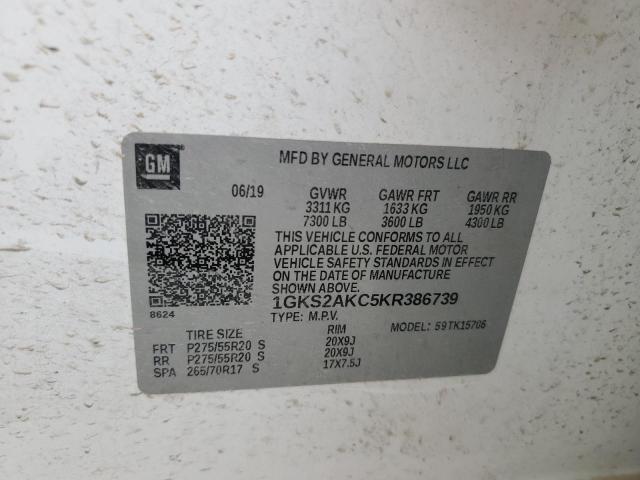 GM
MFD BY GENERAL MOTORS LLC
06/19 GVWR GAWR FRT GAWR RR
3311 KG 1633 KG 1950 KG
7300 LB 3600 LB 4300 LB
THIS VEHICLE CONFORMS TO ALL
APPLICABLE U.S. FEDERAL MOTOR
VEHICLE SAFETY STANDARDS IN EFFECT
ON THE DATE OF MANUFACTURE
SHOWN ABOVE.
1GKS2AKC5KR386739
8624
TYPE: M.P.V.
MODEL: 59TK15706
TIRE SIZE RIM
FRT P275/55R20 S 20X9J
RR P275/55R20 S 20X9J
SPA 265/70R17 S 17X7.5J